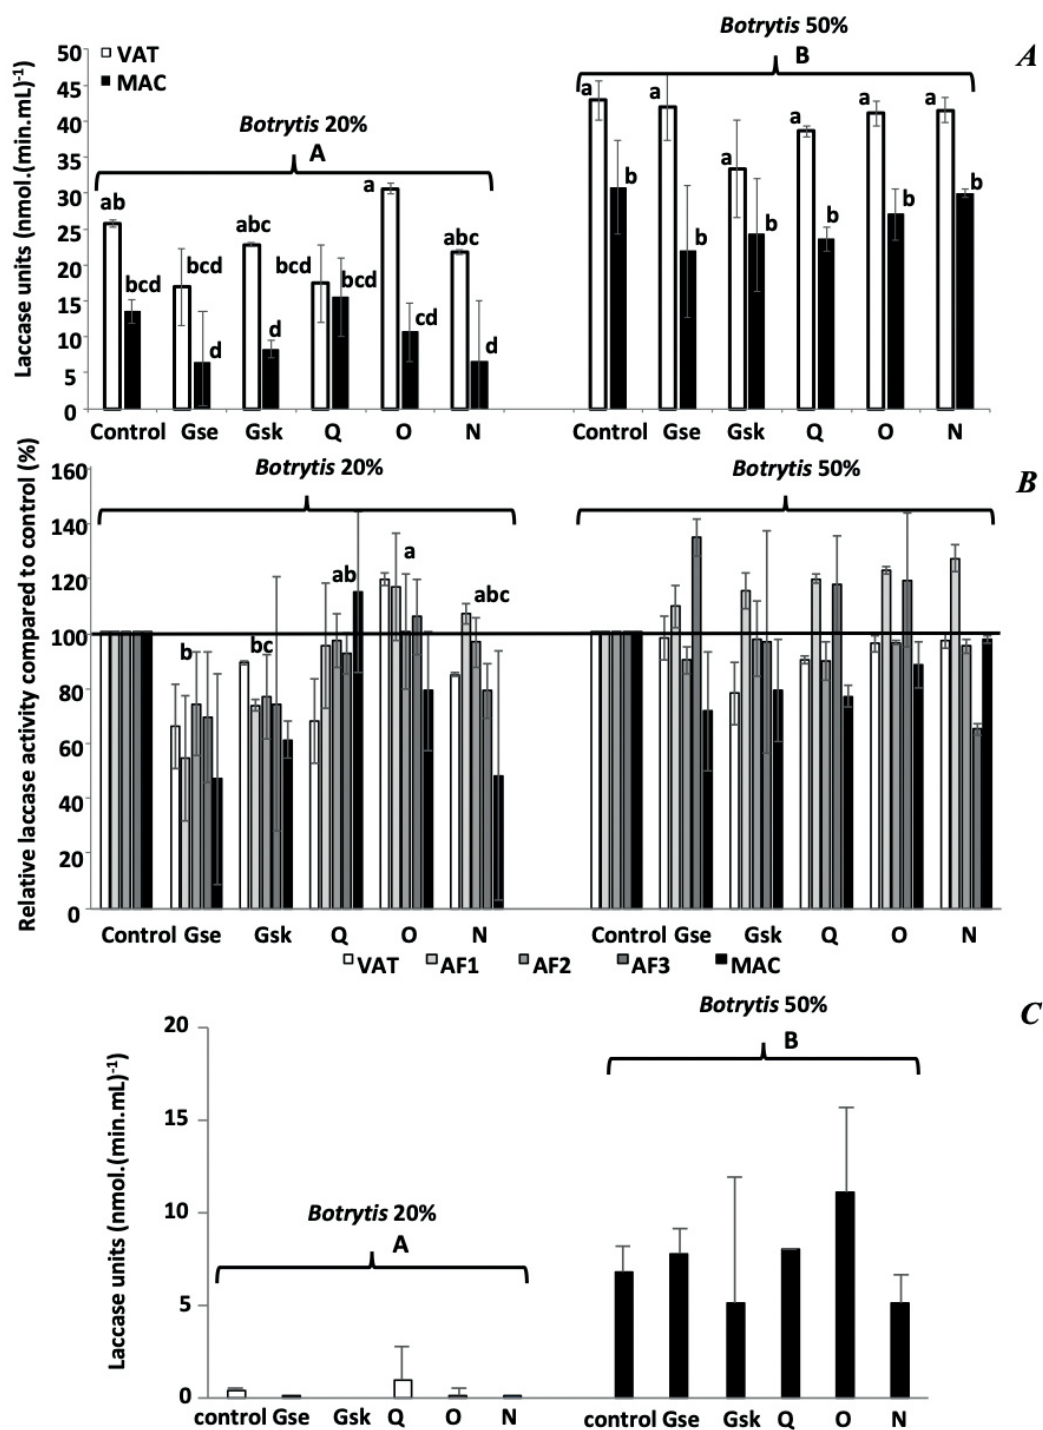 A
Botrytis 50%
B
VAT
MAC
Botrytis 20%
A
Laccase units (nmol.(min.mL)-1)
50
45
40
35
30
25
20
15
10
5
0
ab bcd bcd d abc d bcd bcd a cd abc d
a b a b a b a b a b a b
Control Gse Gsk Q O N Control Gse Gsk Q O N
B
Botrytis 20% Botrytis 50%
Relative laccase activity compared to control (%)
160
140
120
100
80
60
40
20
0
b bc ab a abc
Control Gse Gsk Q O N Control Gse Gsk Q O N
VAT AF1 AF2 AF3 MAC
C
Botrytis 50%
B
Botrytis 20%
A
Laccase units (nmol.(min.mL)-1)
20
15
10
5
0
control Gse Gsk Q O N control Gse Gsk Q O N